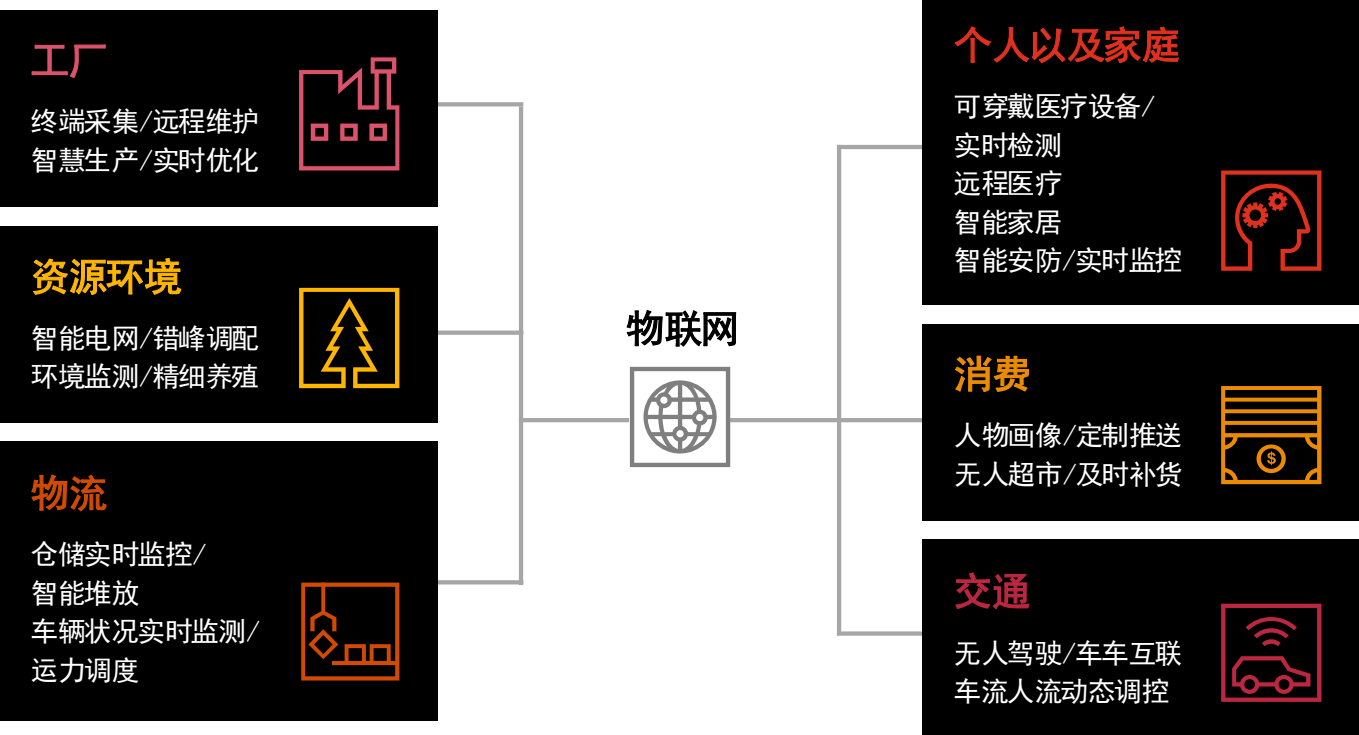 工厂
终端采集/远程维护
智慧生产/实时优化
资源环境
智能电网/错峰调配
环境监测/精细养殖
物流
仓储实时监控/
智能堆放
车辆状况实时监测/
运力调度
物联网
个人以及家庭
可穿戴医疗设备/
实时检测
远程医疗
智能家居
智能安防/实时监控
消费
人物画像/定制推送
无人超市/及时补货
$
交通
无人驾驶/车车互联
车流人流动态调控